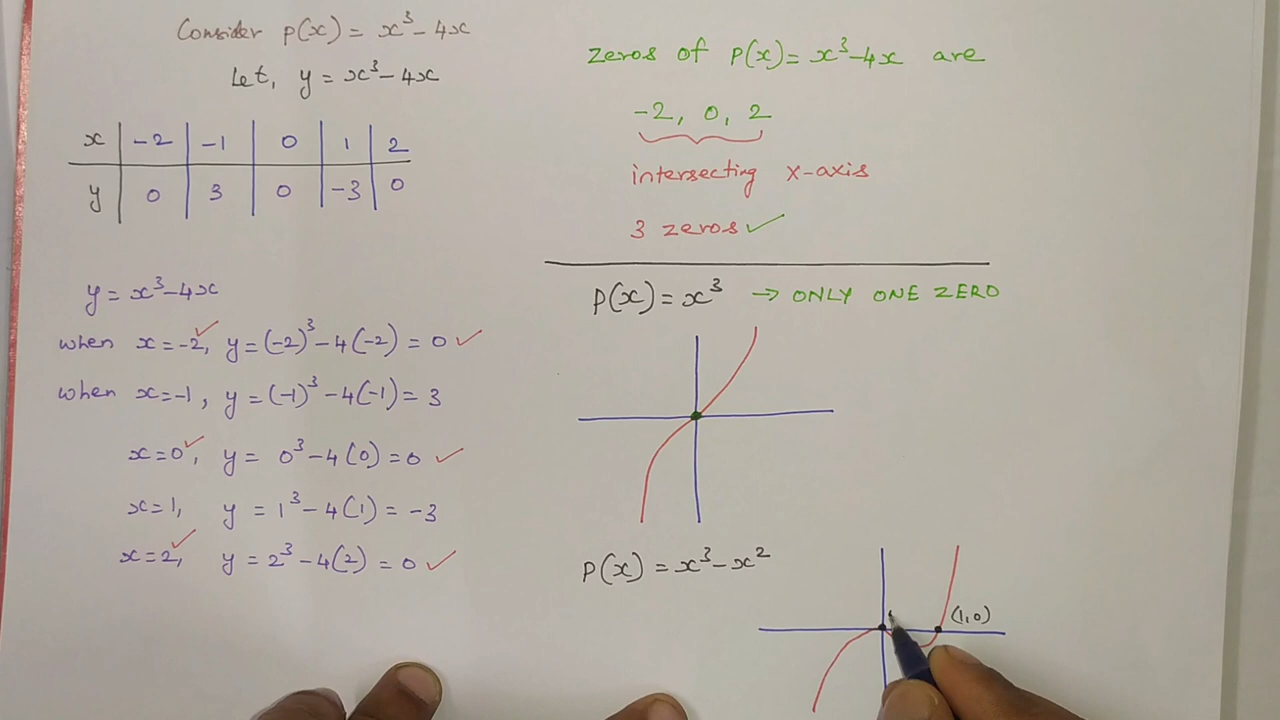 Consider p(x) = x³ - 4x
Let, y = x³ - 4x
x -2 -1 0 1 2
y 0 3 0 -3 0
y = x³ - 4x
when x = -2, y = (-2)³ - 4(-2) = 0
when x = -1, y = (-1)³ - 4(-1) = 3
x = 0, y = 0³ - 4(0) = 0
x = 1, y = 1³ - 4(1) = -3
x = 2, y = 2³ - 4(2) = 0
zeros of p(x) = x³ - 4x are
-2, 0, 2
intersecting x-axis
3 zeros
P(x) = x³ → ONLY ONE ZERO
P(x) = x³ - x²
(1,0)